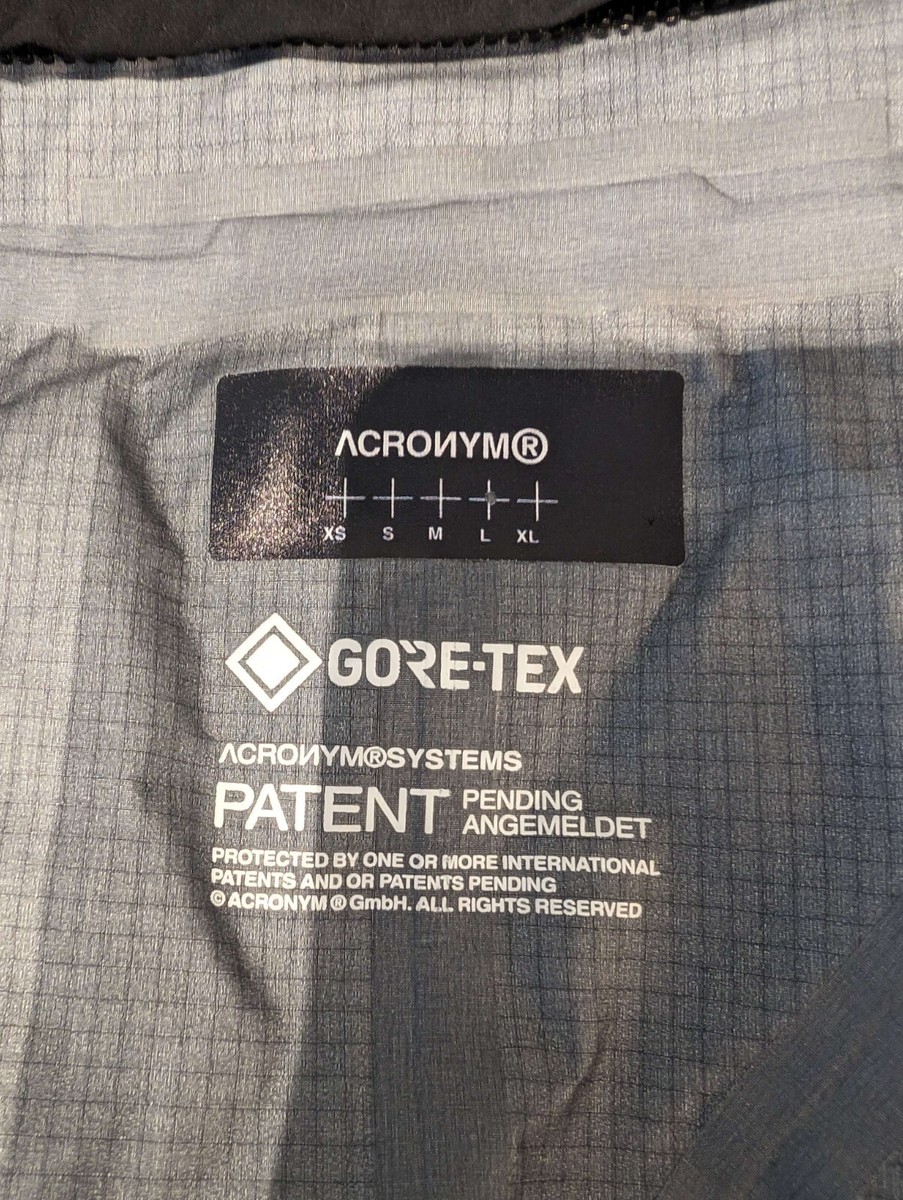 ACRONYM®
XS S M L XL
GORE-TEX
ACRONYM®SYSTEMS
PATENT PENDING
ANGEMELDET
PROTECTED BY ONE OR MORE INTERNATIONAL
PATENTS AND OR PATENTS PENDING
© ACRONYM ® GmbH. ALL RIGHTS RESERVED